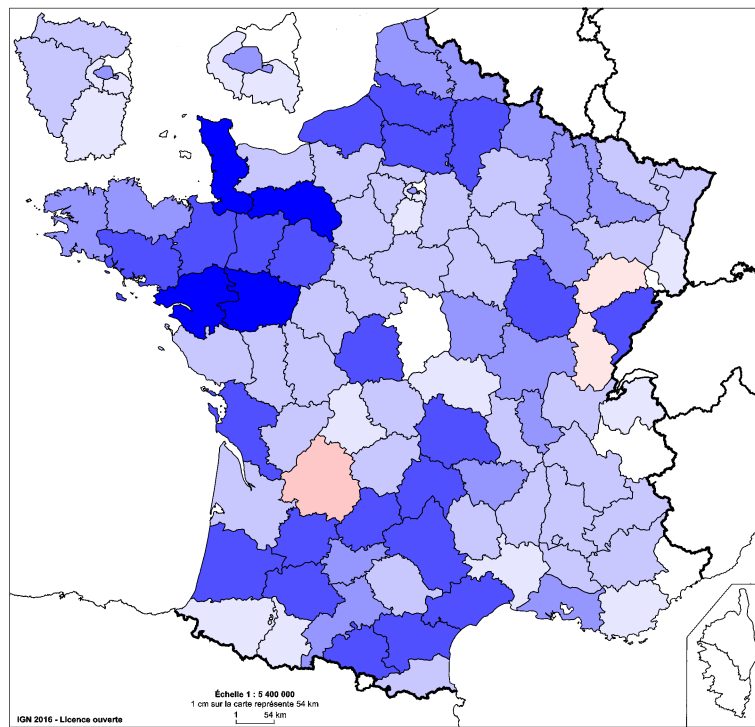 Échelle 1 : 5 400 000
1 cm sur la carte représente 54 km
1 54 km
IGN 2016 - Licence ouverte